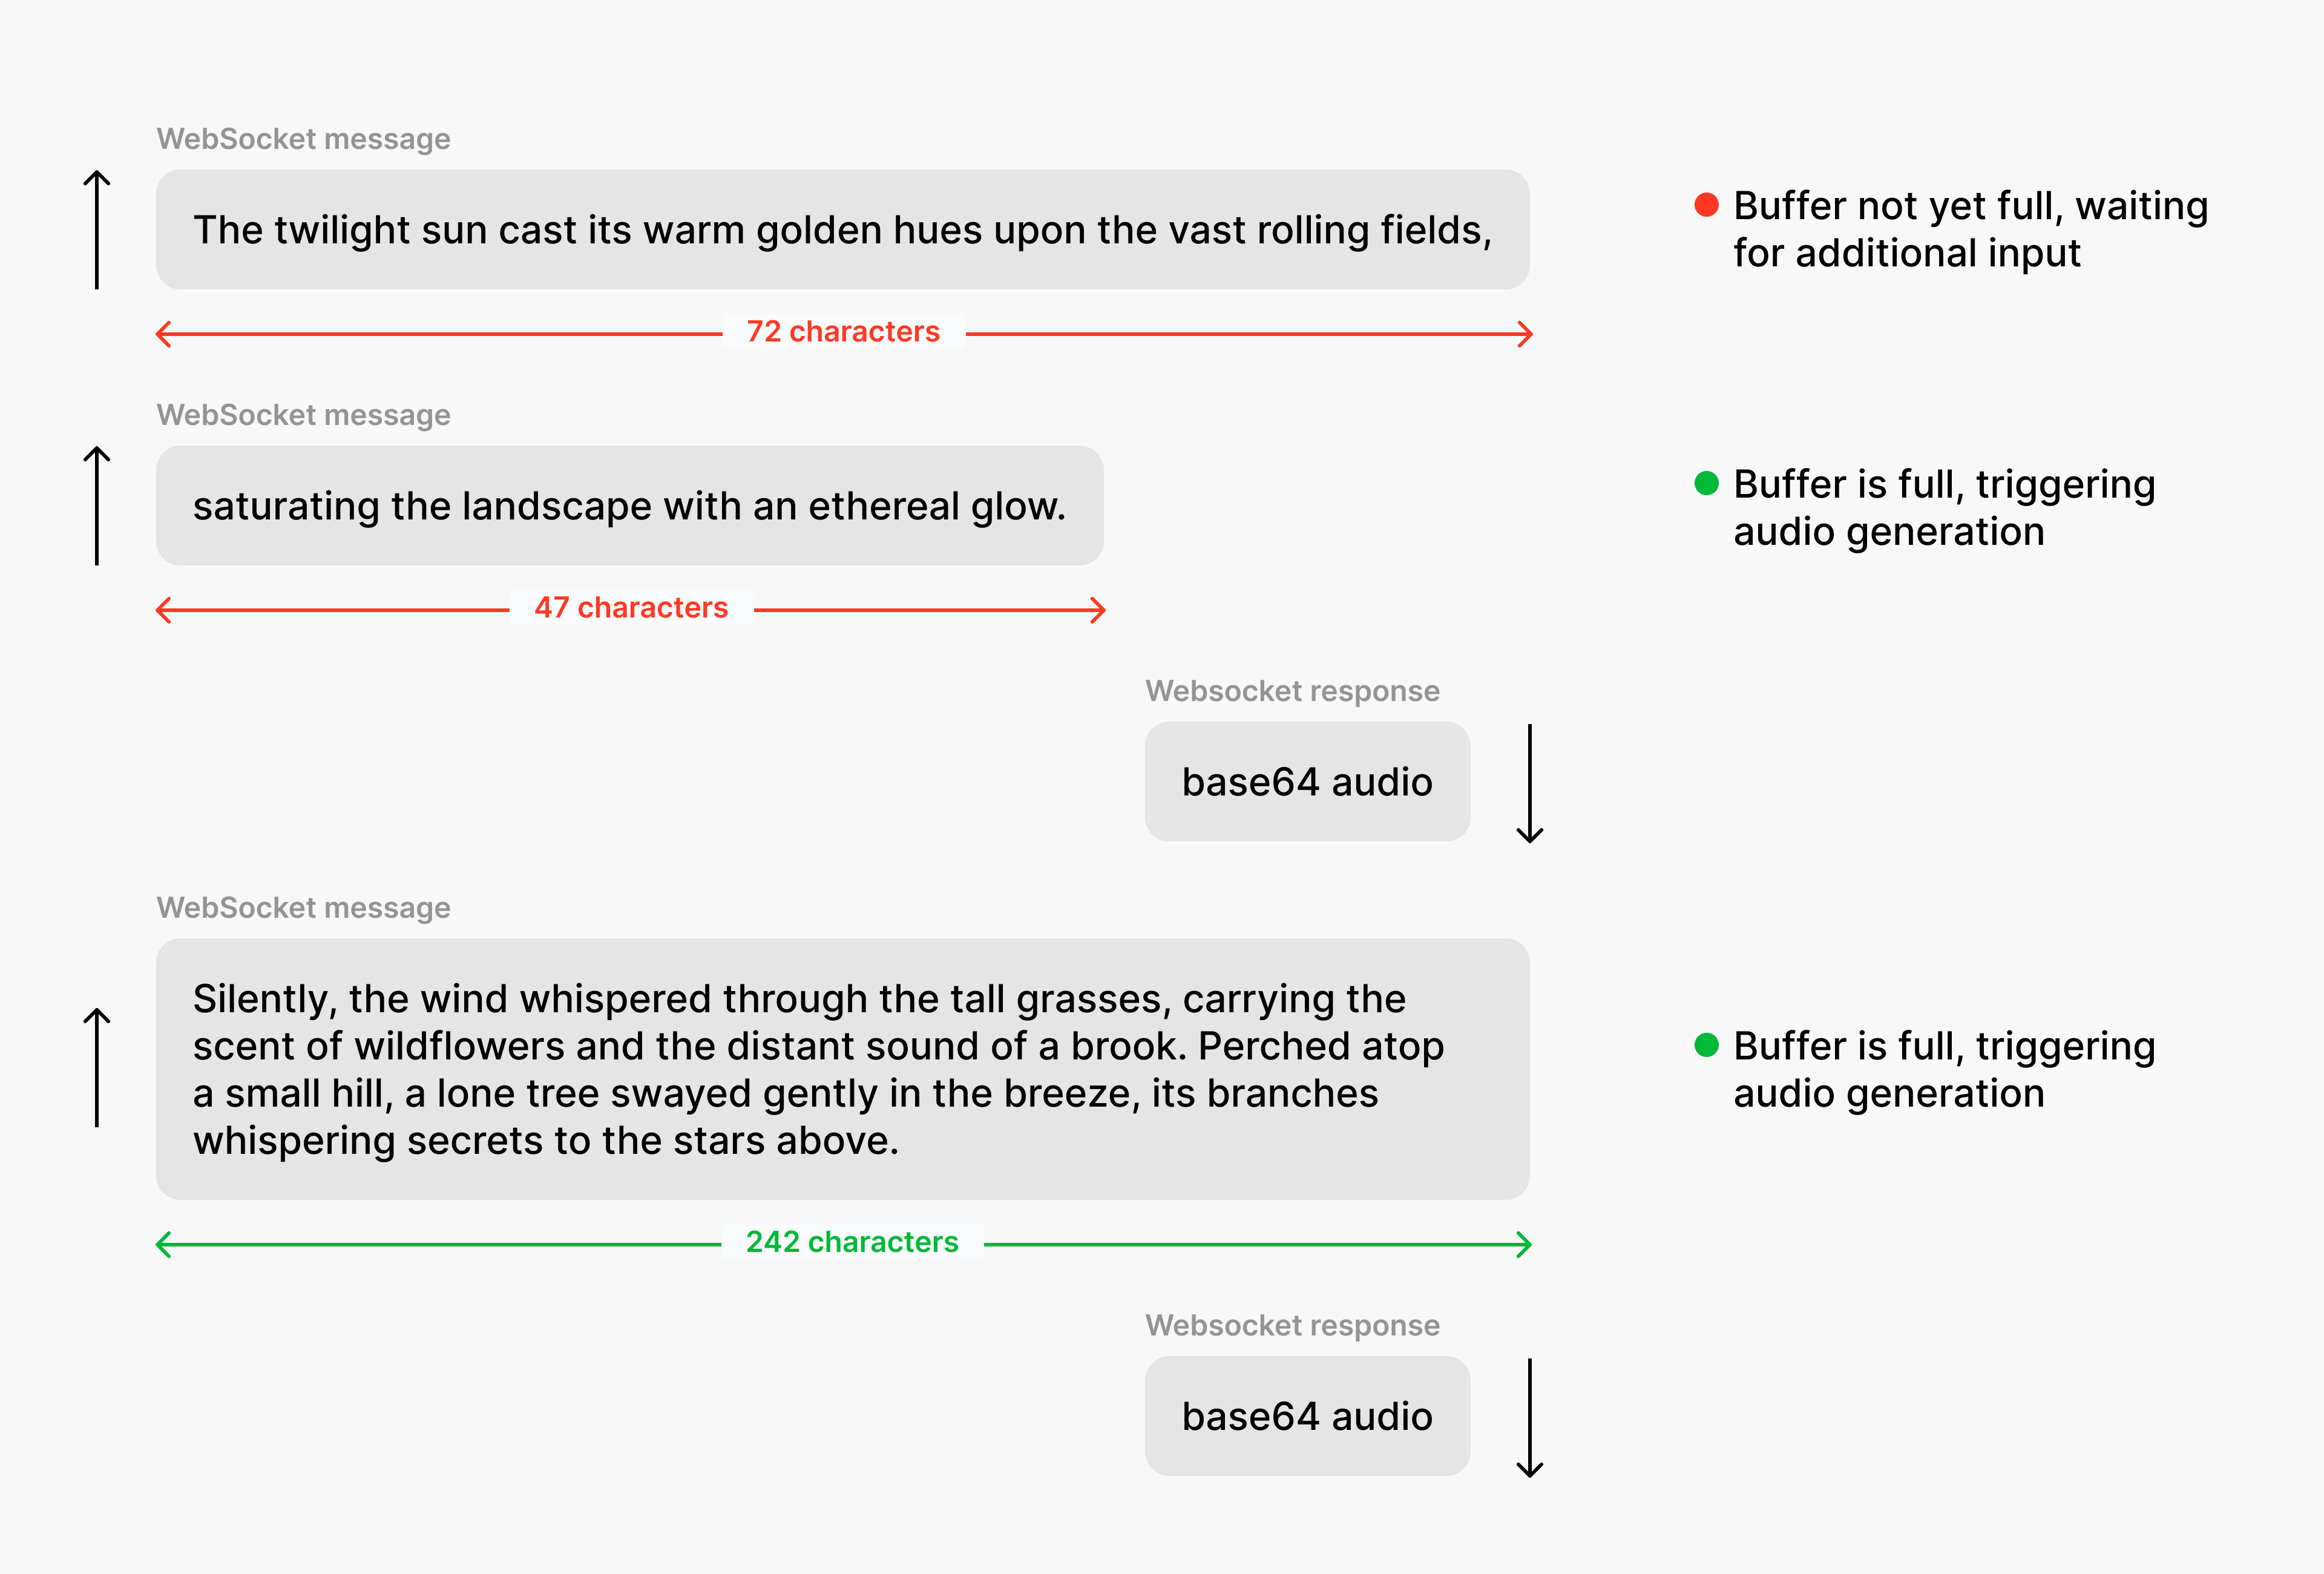 WebSocket message
The twilight sun cast its warm golden hues upon the vast rolling fields,
Buffer not yet full, waiting
for additional input
72 characters
WebSocket message
saturating the landscape with an ethereal glow.
Buffer is full, triggering
audio generation
47 characters
Websocket response
base64 audio
WebSocket message
Silently, the wind whispered through the tall grasses, carrying the
scent of wildflowers and the distant sound of a brook. Perched atop
a small hill, a lone tree swayed gently in the breeze, its branches
whispering secrets to the stars above.
Buffer is full, triggering
audio generation
242 characters
Websocket response
base64 audio